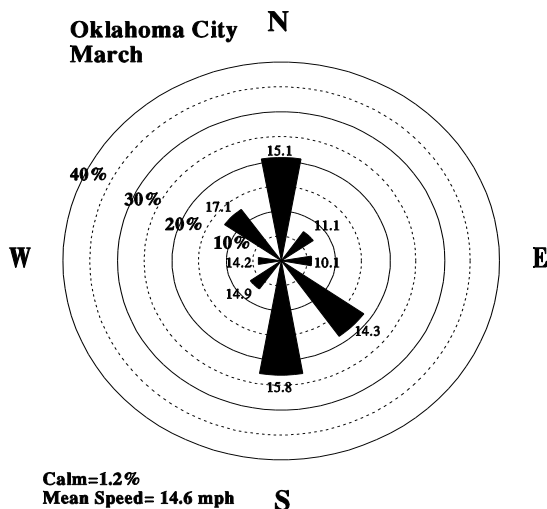 Oklahoma City
March
N
15.1
40%
30%
17.1
20%
11.1
10%
W
14.2
10.1
E
14.9
14.3
15.8
Calm=1.2%
Mean Speed= 14.6 mph
S